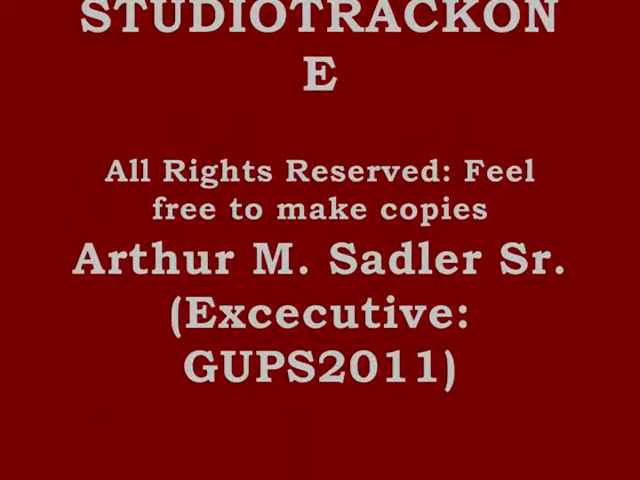 STUDIOTRACKON
E
All Rights Reserved: Feel
free to make copies
Arthur M. Sadler Sr.
(Excecutive:
GUPS2011)